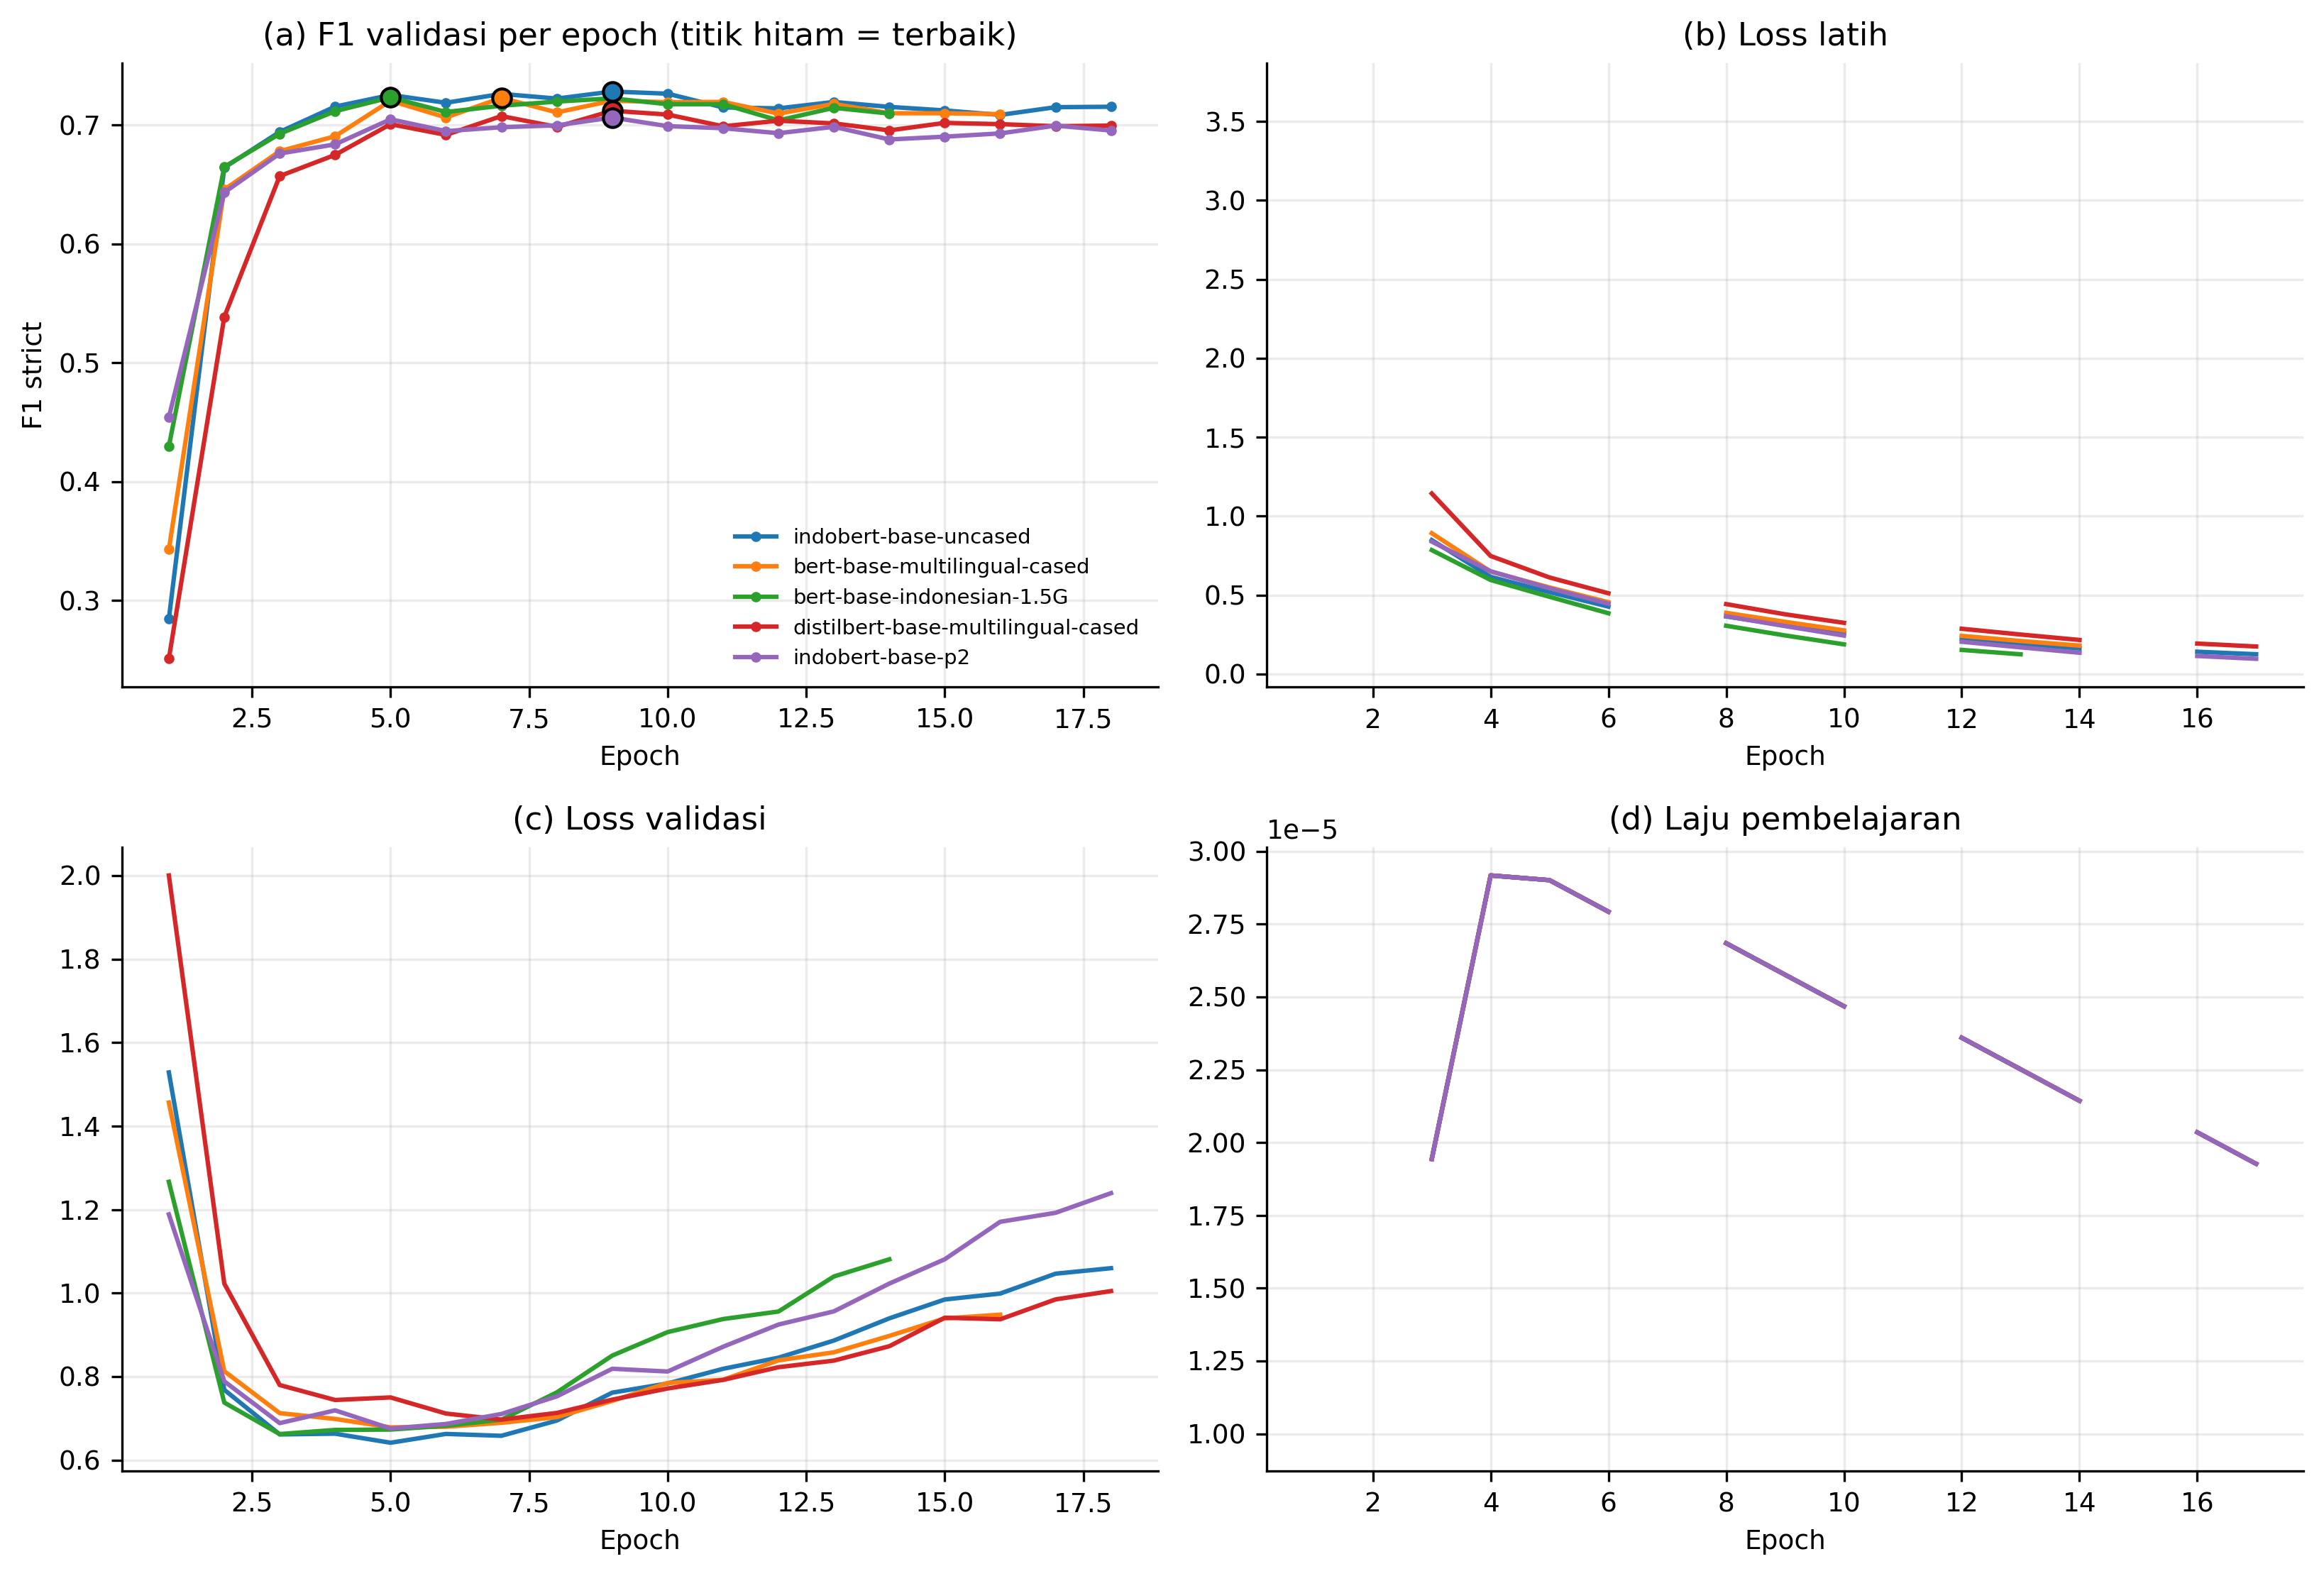 (a) F1 validasi per epoch (titik hitam = terbaik)
F1 strict
0.7
0.6
0.5
0.4
0.3
indobert-base-uncased
bert-base-multilingual-cased
bert-base-indonesian-1.5G
distilbert-base-multilingual-cased
indobert-base-p2
2.5 5.0 7.5 10.0 12.5 15.0 17.5
Epoch
(b) Loss latih
3.5
3.0
2.5
2.0
1.5
1.0
0.5
0.0
2 4 6 8 10 12 14 16
Epoch
(c) Loss validasi
2.0
1.8
1.6
1.4
1.2
1.0
0.8
0.6
2.5 5.0 7.5 10.0 12.5 15.0 17.5
Epoch
(d) Laju pembelajaran
1e−5
3.00
2.75
2.50
2.25
2.00
1.75
1.50
1.25
1.00
2 4 6 8 10 12 14 16
Epoch